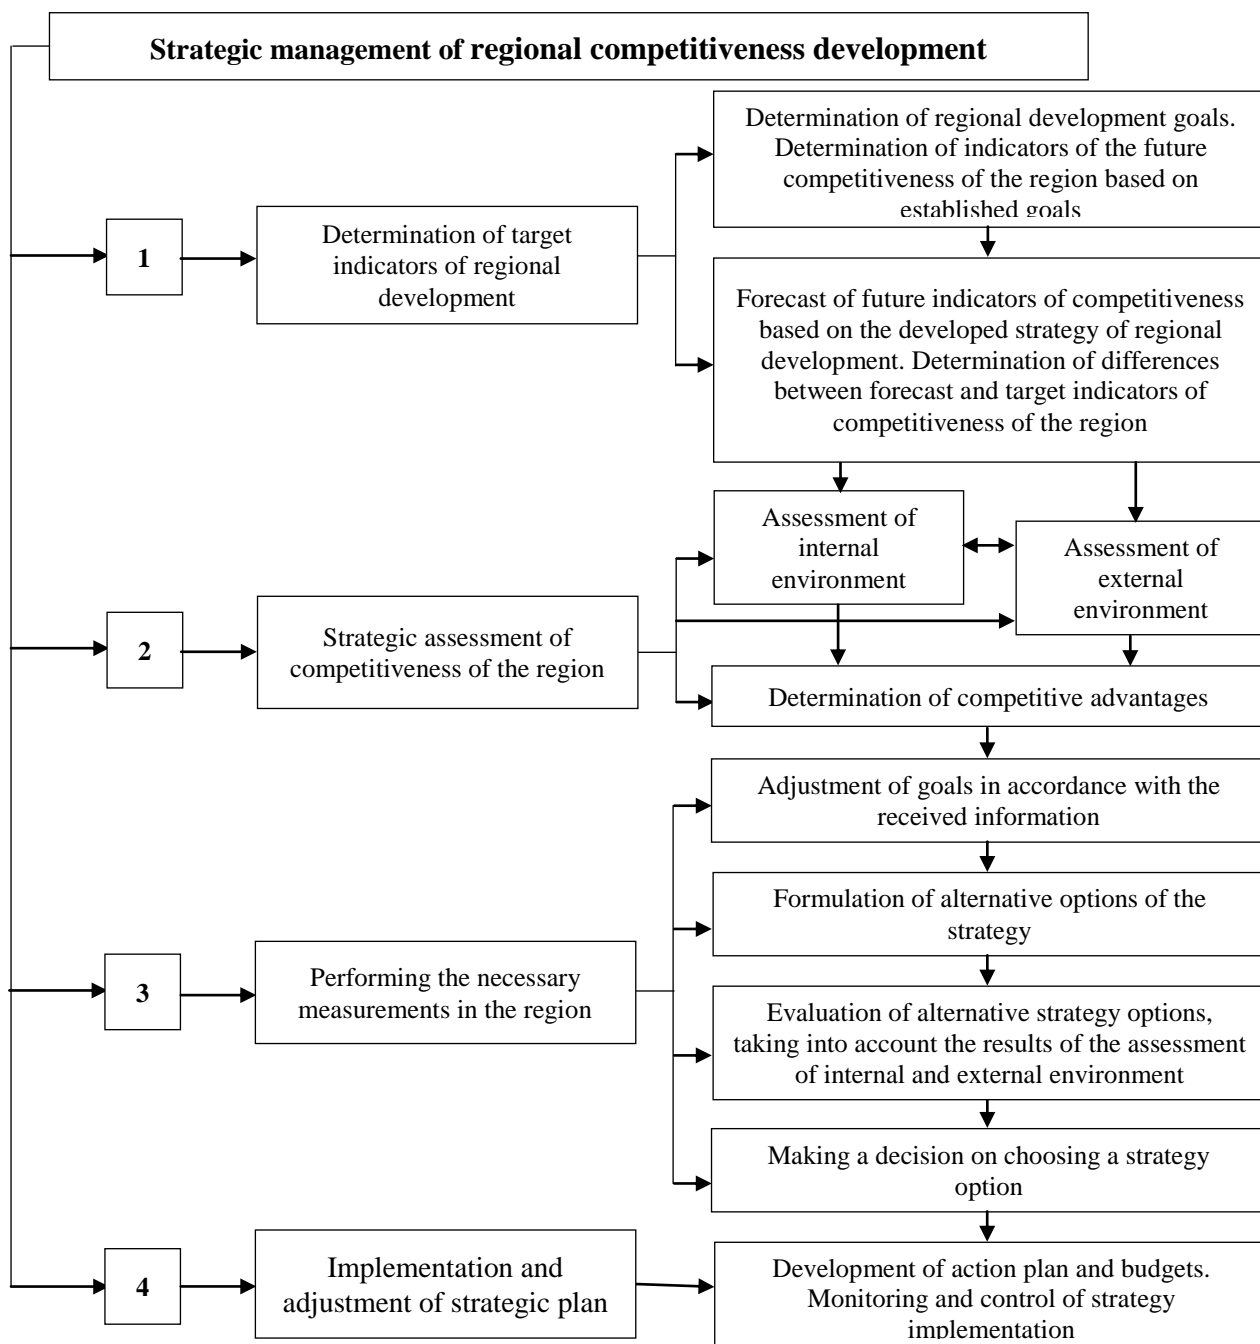 Strategic management of regional competitiveness development
Determination of regional development goals.
Determination of indicators of the future
competitiveness of the region based on
established goals
1
Determination of target
indicators of regional
development
Forecast of future indicators of competitiveness
based on the developed strategy of regional
development. Determination of differences
between forecast and target indicators of
competitiveness of the region
Assessment of
internal
environment
Assessment of
external
environment
2
Strategic assessment of
competitiveness of the region
Determination of competitive advantages
Adjustment of goals in accordance with the
received information
Formulation of alternative options of the
strategy
3
Performing the necessary
measurements in the region
Evaluation of alternative strategy options,
taking into account the results of the assessment
of internal and external environment
Making a decision on choosing a strategy
option
4
Implementation and
adjustment of strategic plan
Development of action plan and budgets.
Monitoring and control of strategy
implementation